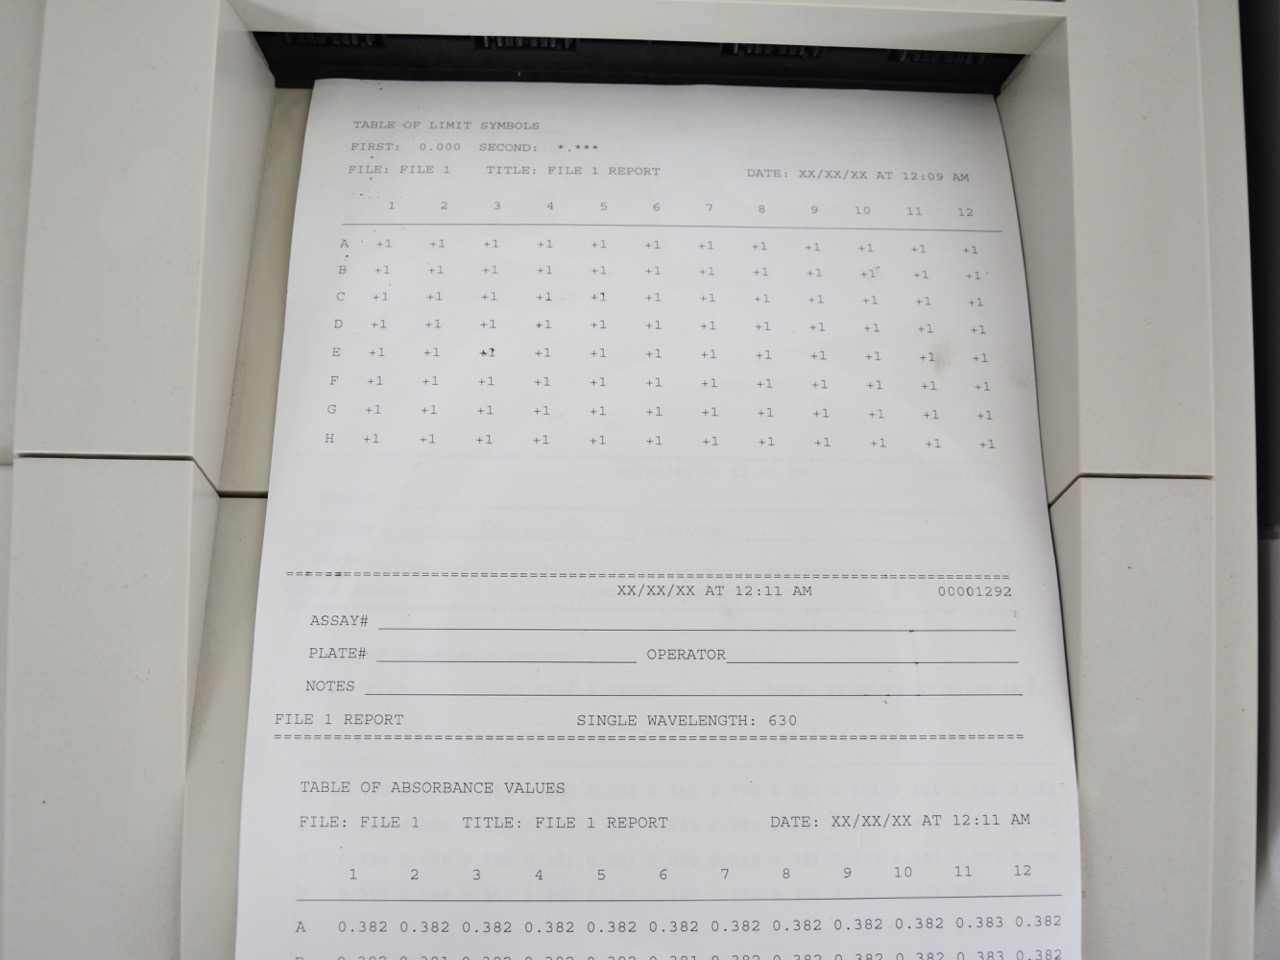 TABLE OF LIMIT SYMBOLS
FIRST: 0.000 SECOND: *.***
FILE: FILE 1 TITLE: FILE 1 REPORT DATE: XX/XX/XX AT 12:09 AM
1 2 3 4 5 6 7 8 9 10 11 12
A +1 +1 +1 +1 +1 +1 +1 +1 +1 +1 +1 +1
B +1 +1 +1 +1 +1 +1 +1 +1 +1 +1 +1 +1
C +1 +1 +1 +1 +1 +1 +1 +1 +1 +1 +1 +1
D +1 +1 +1 +1 +1 +1 +1 +1 +1 +1 +1 +1
E +1 +1 +1 +1 +1 +1 +1 +1 +1 +1 +1 +1
F +1 +1 +1 +1 +1 +1 +1 +1 +1 +1 +1 +1
G +1 +1 +1 +1 +1 +1 +1 +1 +1 +1 +1 +1
H +1 +1 +1 +1 +1 +1 +1 +1 +1 +1 +1 +1
XX/XX/XX AT 12:11 AM 00001292
ASSAY#
PLATE# OPERATOR
NOTES
FILE 1 REPORT SINGLE WAVELENGTH: 630
TABLE OF ABSORBANCE VALUES
FILE: FILE 1 TITLE: FILE 1 REPORT DATE: XX/XX/XX AT 12:11 AM
1 2 3 4 5 6 7 8 9 10 11 12
A 0.382 0.382 0.382 0.382 0.382 0.382 0.382 0.382 0.382 0.382 0.383 0.382